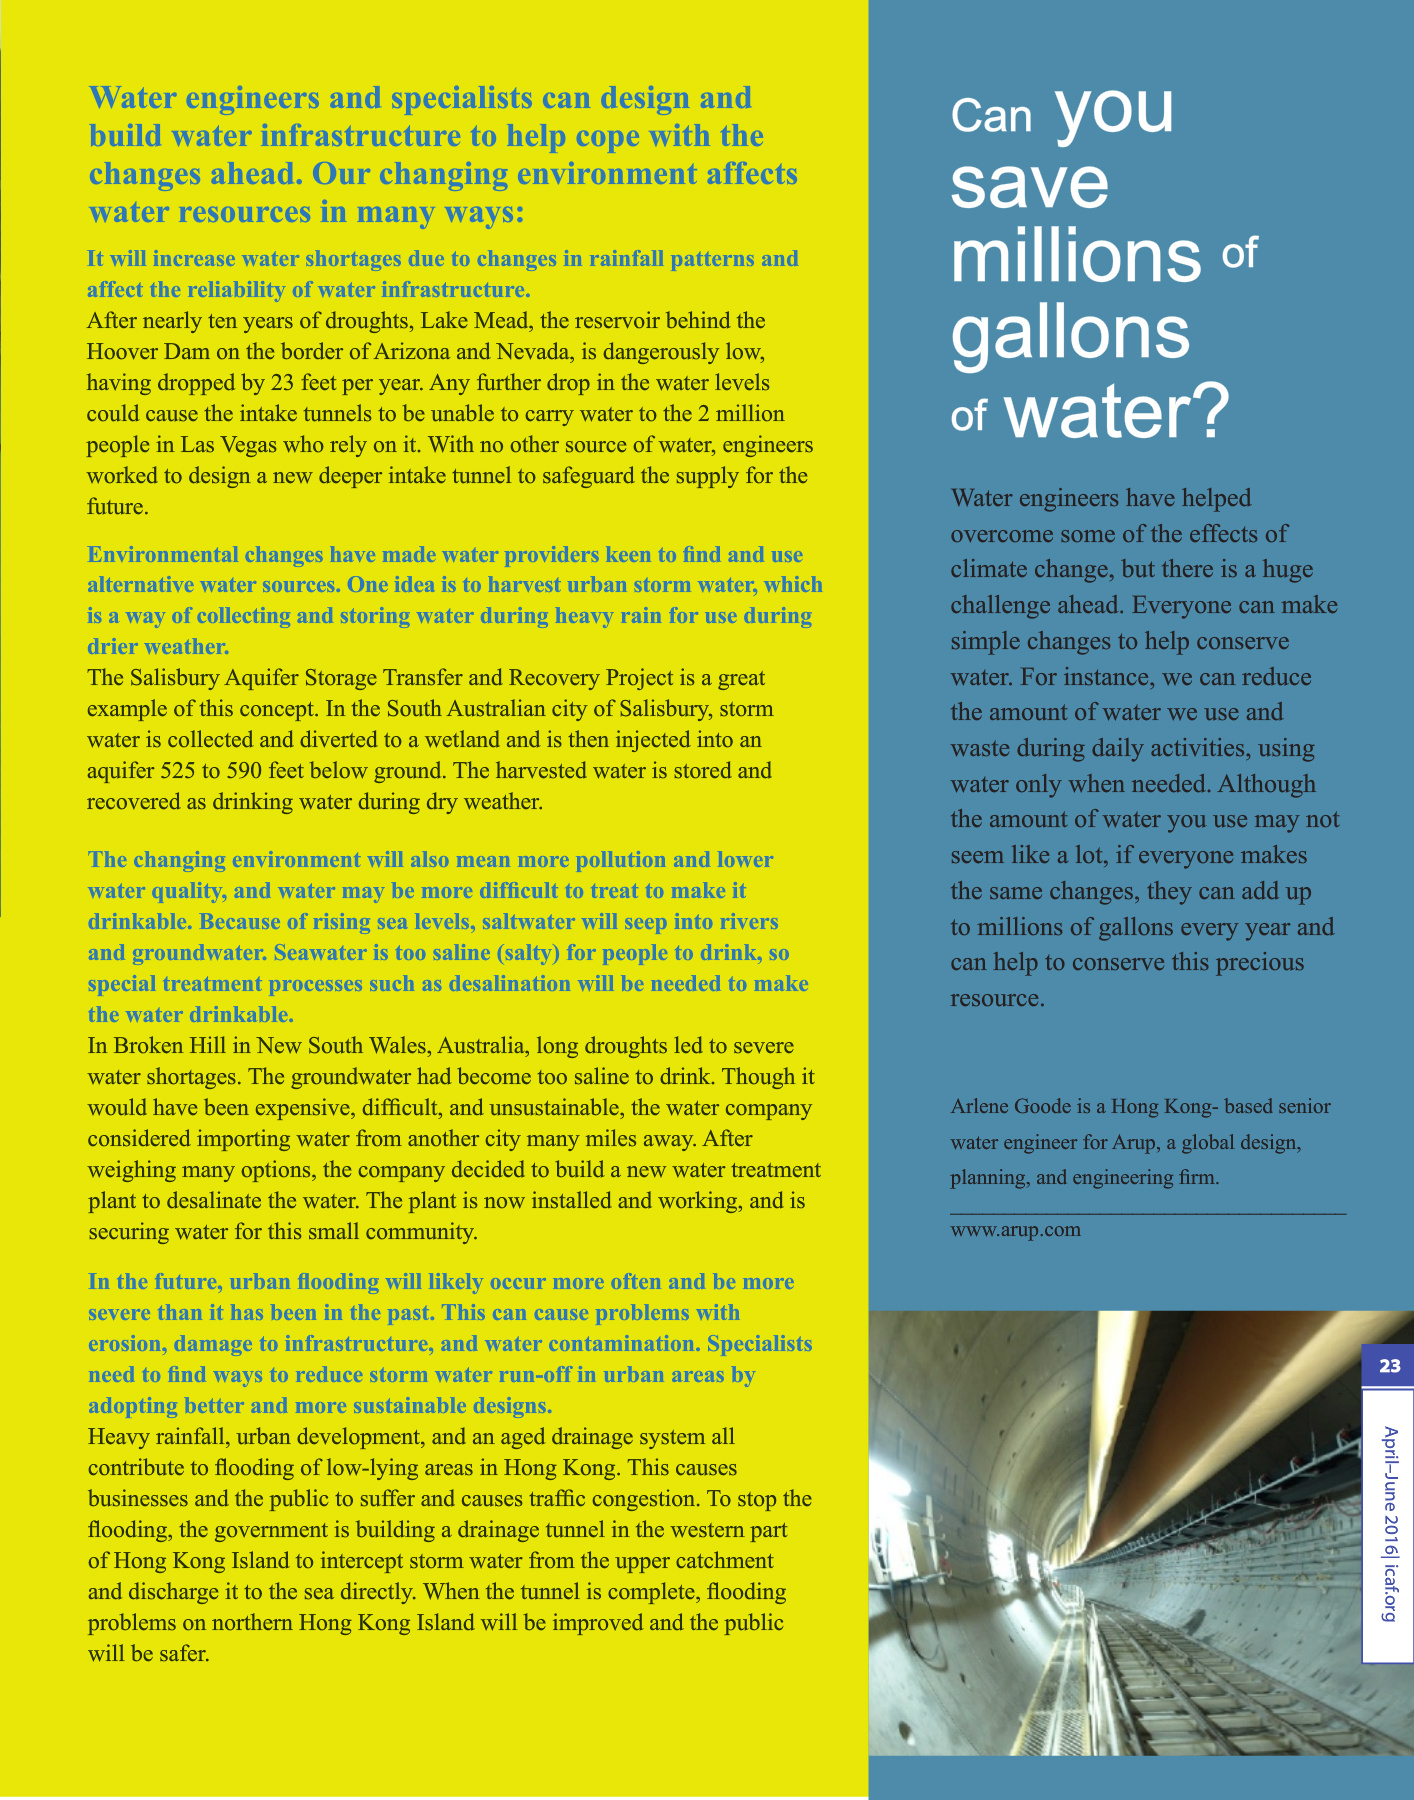 Water engineers and specialists can design and
build water infrastructure to help cope with the
changes ahead. Our changing environment affects
water resources in many ways:
It will increase water shortages due to changes in rainfall patterns and
affect the reliability of water infrastructure.
After nearly ten years of droughts, Lake Mead, the reservoir behind the
Hoover Dam on the border of Arizona and Nevada, is dangerously low,
having dropped by 23 feet per year. Any further drop in the water levels
could cause the intake tunnels to be unable to carry water to the 2 million
people in Las Vegas who rely on it. With no other source of water, engineers
worked to design a new deeper intake tunnel to safeguard the supply for the
future.
Environmental changes have made water providers keen to find and use
alternative water sources. One idea is to harvest urban storm water, which
is a way of collecting and storing water during heavy rain for use during
drier weather.
The Salisbury Aquifer Storage Transfer and Recovery Project is a great
example of this concept. In the South Australian city of Salisbury, storm
water is collected and diverted to a wetland and is then injected into an
aquifer 525 to 590 feet below ground. The harvested water is stored and
recovered as drinking water during dry weather.
The changing environment will also mean more pollution and lower
water quality, and water may be more difficult to treat to make it
drinkable. Because of rising sea levels, saltwater will seep into rivers
and groundwater. Seawater is too saline (salty) for people to drink, so
special treatment processes such as desalination will be needed to make
the water drinkable.
In Broken Hill in New South Wales, Australia, long droughts led to severe
water shortages. The groundwater had become too saline to drink. Though it
would have been expensive, difficult, and unsustainable, the water company
considered importing water from another city many miles away. After
weighing many options, the company decided to build a new water treatment
plant to desalinate the water. The plant is now installed and working, and is
securing water for this small community.
In the future, urban flooding will likely occur more often and be more
severe than it has been in the past. This can cause problems with
erosion, damage to infrastructure, and water contamination. Specialists
need to find ways to reduce storm water run-off in urban areas by
adopting better and more sustainable designs.
Heavy rainfall, urban development, and an aged drainage system all
contribute to flooding of low-lying areas in Hong Kong. This causes
businesses and the public to suffer and causes traffic congestion. To stop the
flooding, the government is building a drainage tunnel in the western part
of Hong Kong Island to intercept storm water from the upper catchment
and discharge it to the sea directly. When the tunnel is complete, flooding
problems on northern Hong Kong Island will be improved and the public
will be safer.
Can you
save
millions of
gallons
of water?
Water engineers have helped
overcome some of the effects of
climate change, but there is a huge
challenge ahead. Everyone can make
simple changes to help conserve
water. For instance, we can reduce
the amount of water we use and
waste during daily activities, using
water only when needed. Although
the amount of water you use may not
seem like a lot, if everyone makes
the same changes, they can add up
to millions of gallons every year and
can help to conserve this precious
resource.
Arlene Goode is a Hong Kong- based senior
water engineer for Arup, a global design,
planning, and engineering firm.
www.arup.com
23
April–June 2016| icaf.org